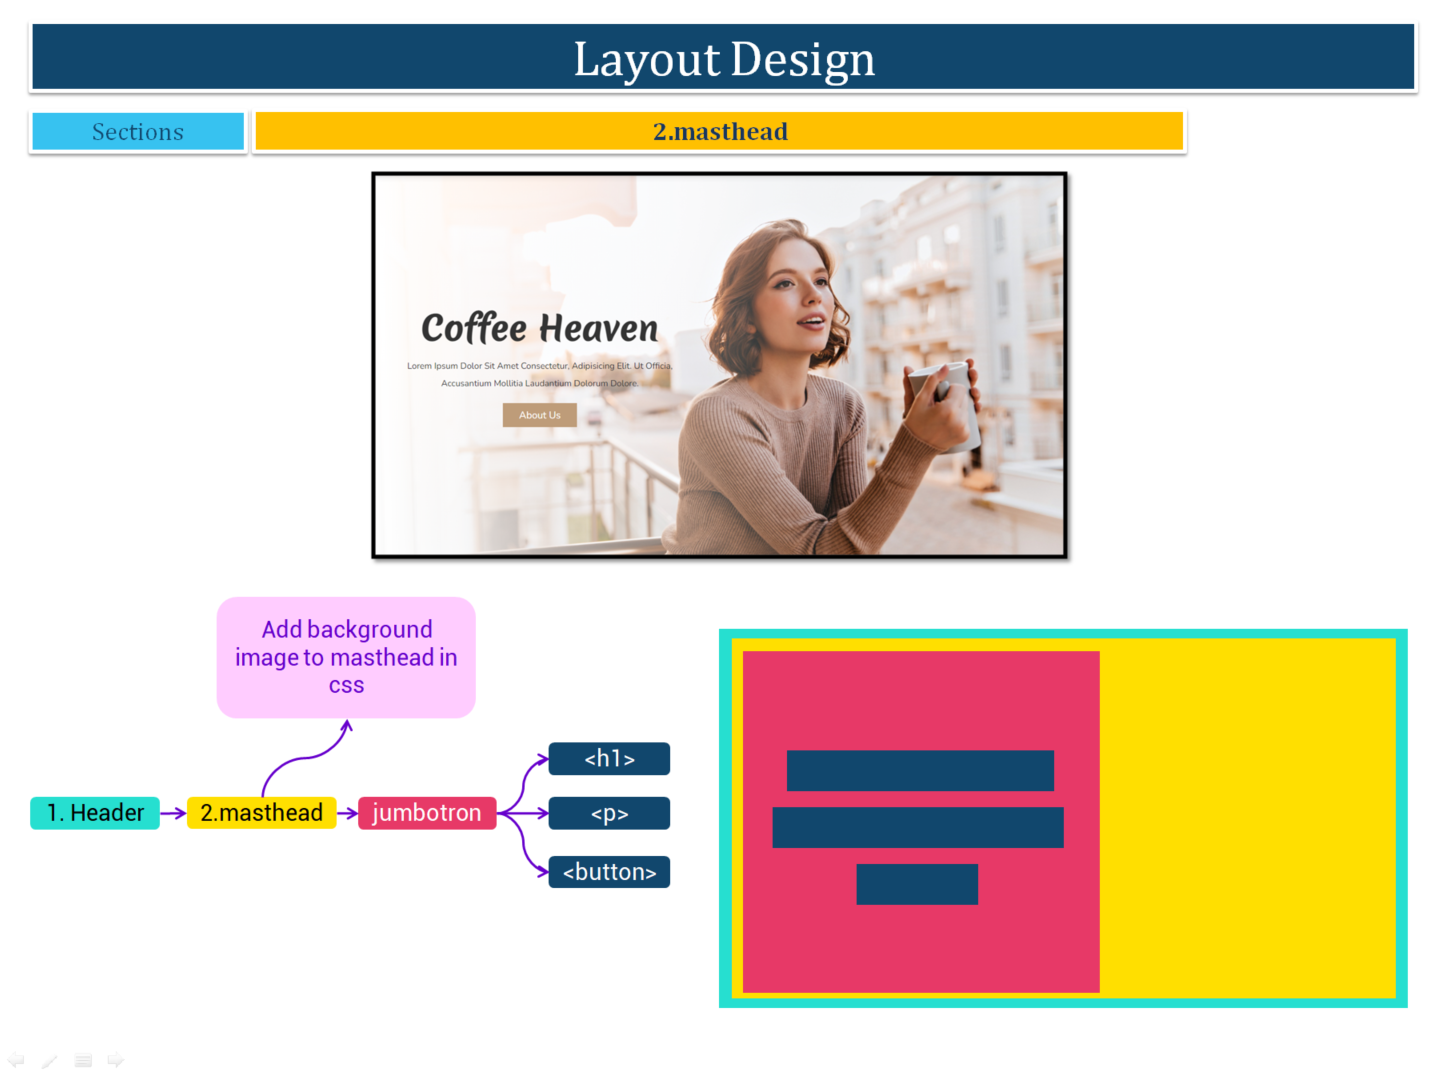 Layout Design
Sections
2.masthead
Coffee Heaven
Lorem Ipsum Dolor Sit Amet Consectetur, Adipisicing Elit. Ut Officia,
Accusantium Mollitia Laudantium Dolorum Dolore.
About Us
Add background
image to masthead in
css
1. Header
2.masthead
jumbotron
<h1>
<p>
<button>